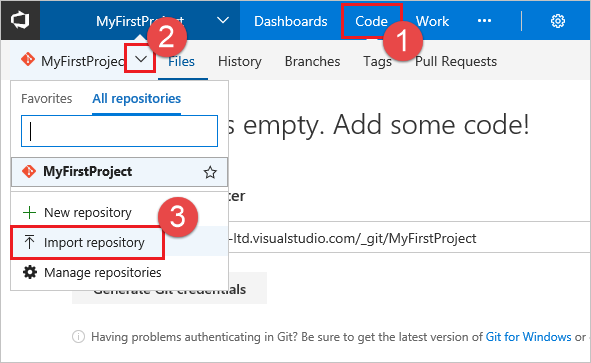 MyFirstProject Dashboards Code Work ...
2
1
MyFirstProject Files History Branches Tags Pull Requests
Favorites All repositories
s empty. Add some code!
MyFirstProject
ter
New repository
3
-ltd.visualstudio.com/_git/MyFirstProject
Import repository
Manage repositories
Generate Git credentials
Having problems authenticating in Git? Be sure to get the latest version of Git for Windows or